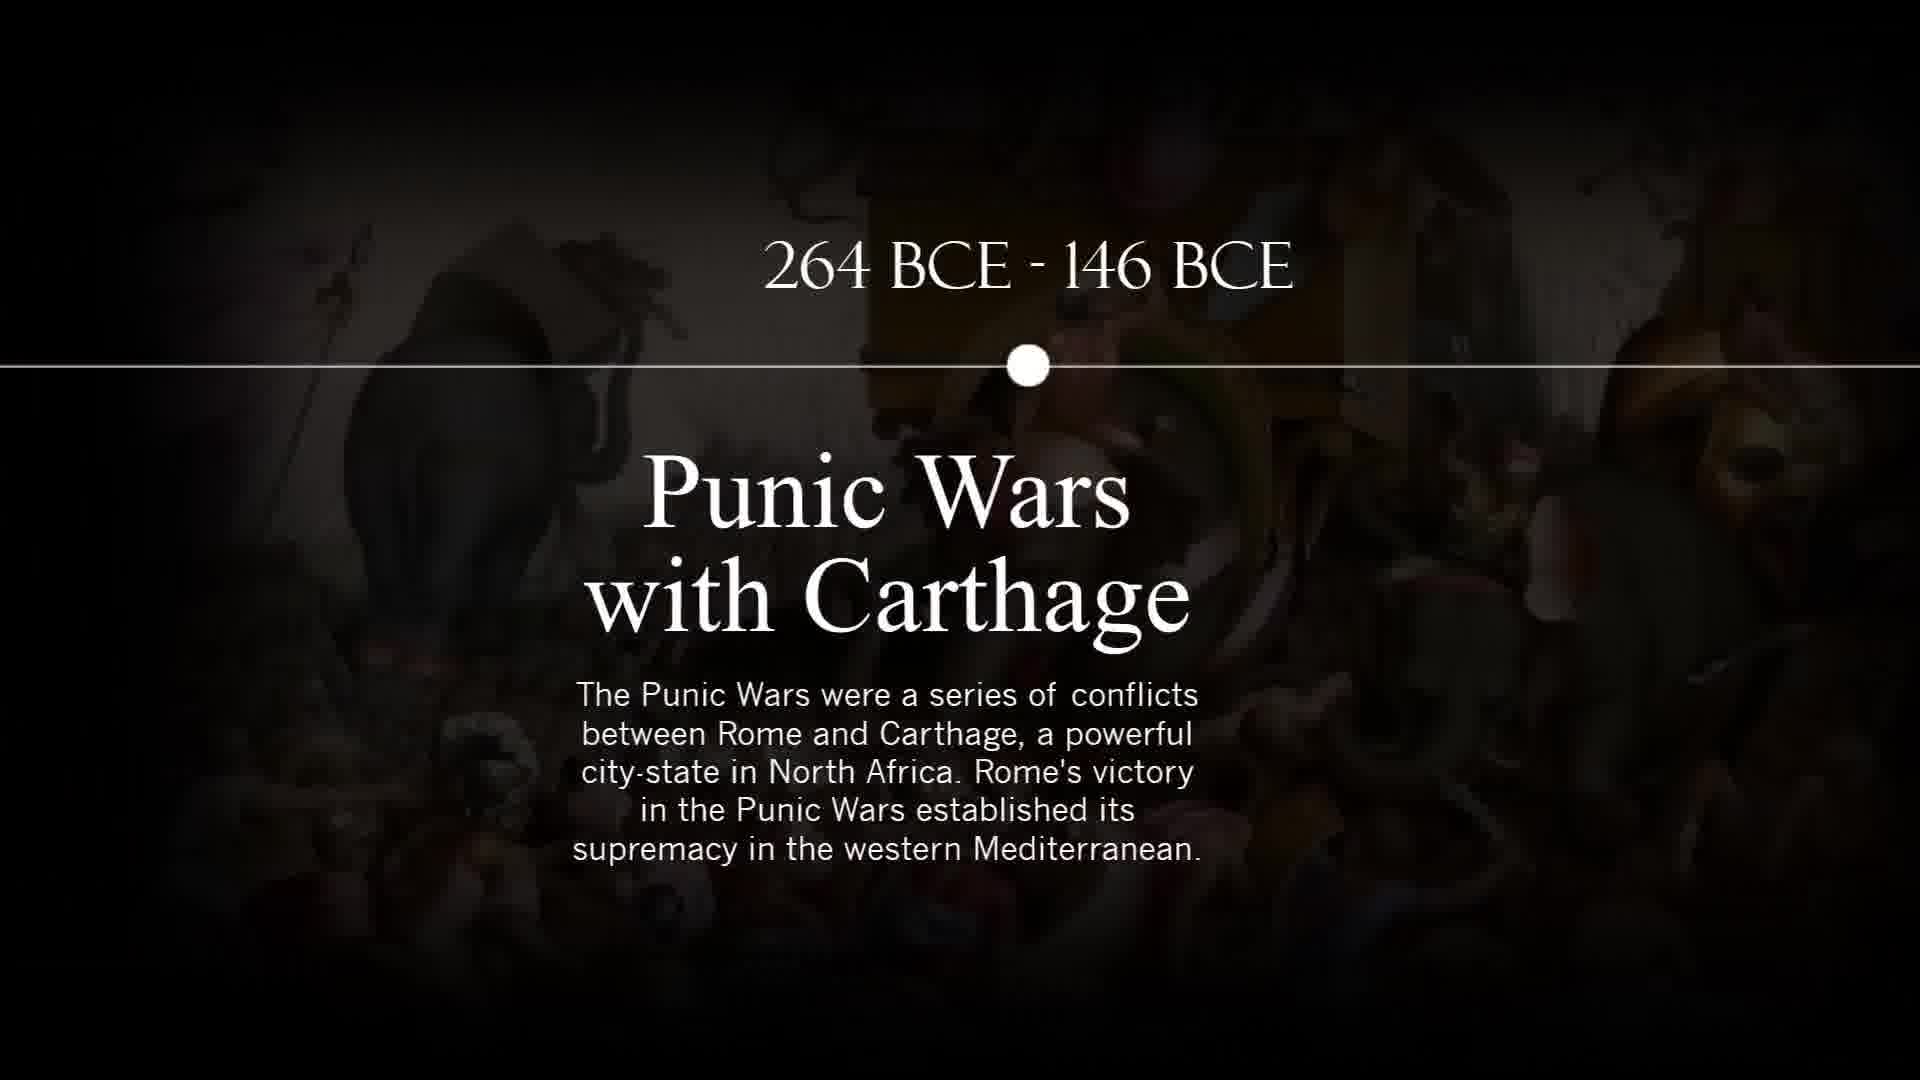 264 BCE - 146 BCE
Punic Wars
with Carthage
The Punic Wars were a series of conflicts
between Rome and Carthage, a powerful
city-state in North Africa. Rome's victory
in the Punic Wars established its
supremacy in the western Mediterranean.